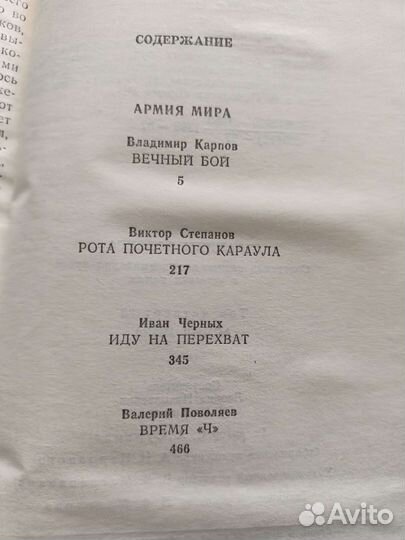 СОДЕРЖАНИЕ
АРМИЯ МИРА
Владимир Карпов
ВЕЧНЫЙ БОЙ
5
Виктор Степанов
РОТА ПОЧЕТНОГО КАРАУЛА
217
Иван Черных
ИДУ НА ПЕРЕХВАТ
345
Валерий Поволяев
ВРЕМЯ «Ч»
466
Avito